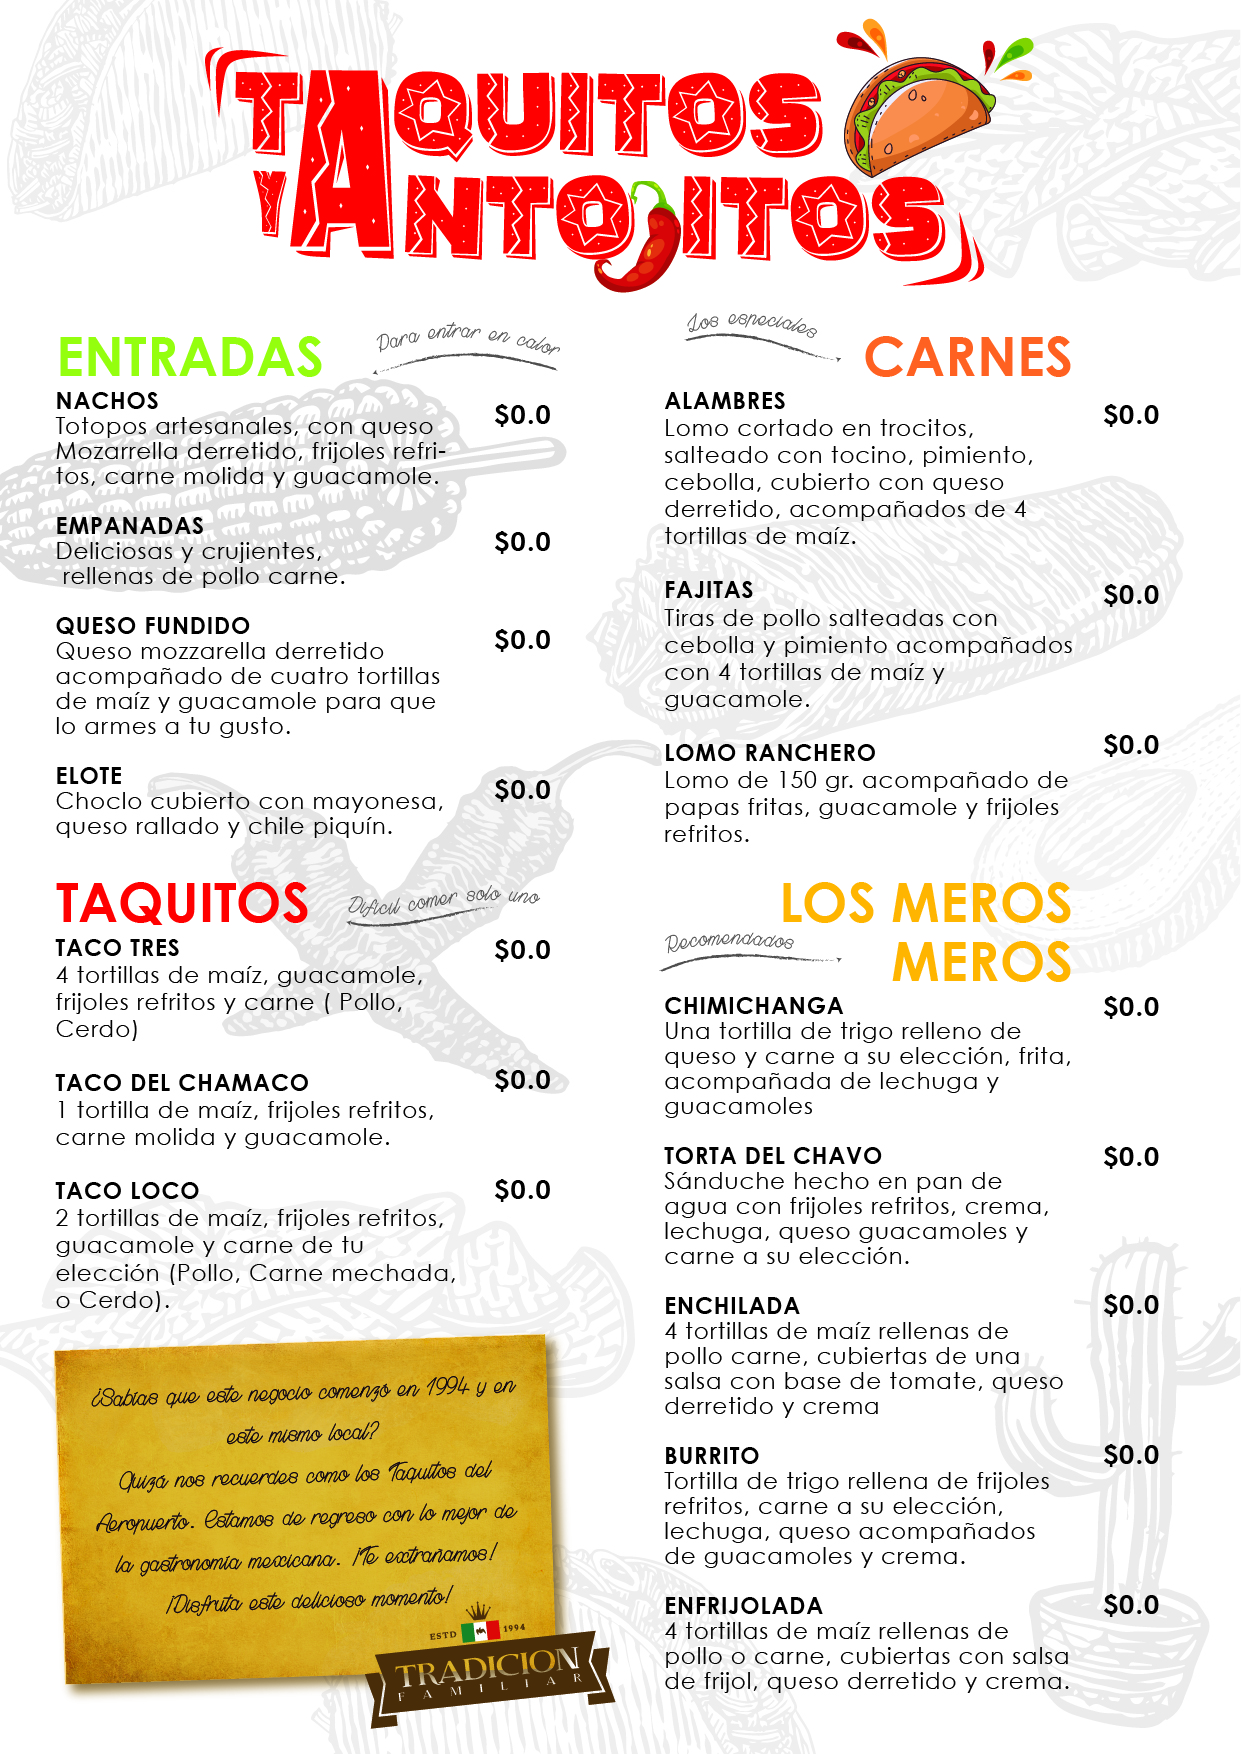 TAQUITOS
Y ANTOJITOS
ENTRADAS
Para entrar en calor
NACHOS
$0.0
Totopos artesanales, con queso
Mozarrella derretido, frijoles refri-
tos, carne molida y guacamole.
EMPANADAS
$0.0
Deliciosas y crujientes,
rellenas de pollo carne.
QUESO FUNDIDO
$0.0
Queso mozzarella derretido
acompañado de cuatro tortillas
de maíz y guacamole para que
lo armes a tu gusto.
ELOTE
$0.0
Choclo cubierto con mayonesa,
queso rallado y chile piquín.
TAQUITOS
Dificil comer solo uno
TACO TRES
$0.0
4 tortillas de maíz, guacamole,
frijoles refritos y carne ( Pollo,
Cerdo)
TACO DEL CHAMACO
$0.0
1 tortilla de maíz, frijoles refritos,
carne molida y guacamole.
TACO LOCO
$0.0
2 tortillas de maíz, frijoles refritos,
guacamole y carne de tu
elección (Pollo, Carne mechada,
o Cerdo).
¿Sabías que este negocio comenzó en 1994 y en
este mismo local?
Quizá nos recuerdes como los Taquitos del
Aeropuerto. Estamos de regreso con lo mejor de
la gastronomía mexicana. ¡Te extrañamos!
¡Disfruta este delicioso momento!
ESTD 1994
TRADICION
FAMILIAR
Los especiales
CARNES
ALAMBRES
$0.0
Lomo cortado en trocitos,
salteado con tocino, pimiento,
cebolla, cubierto con queso
derretido, acompañados de 4
tortillas de maíz.
FAJITAS
$0.0
Tiras de pollo salteadas con
cebolla y pimiento acompañados
con 4 tortillas de maíz y
guacamole.
LOMO RANCHERO
$0.0
Lomo de 150 gr. acompañado de
papas fritas, guacamole y frijoles
refritos.
LOS MEROS
MEROS
Recomendados
CHIMICHANGA
$0.0
Una tortilla de trigo relleno de
queso y carne a su elección, frita,
acompañada de lechuga y
guacamoles
TORTA DEL CHAVO
$0.0
Sánduche hecho en pan de
agua con frijoles refritos, crema,
lechuga, queso guacamoles y
carne a su elección.
ENCHILADA
$0.0
4 tortillas de maíz rellenas de
pollo carne, cubiertas de una
salsa con base de tomate, queso
derretido y crema
BURRITO
$0.0
Tortilla de trigo rellena de frijoles
refritos, carne a su elección,
lechuga, queso acompañados
de guacamoles y crema.
ENFRIJOLADA
$0.0
4 tortillas de maíz rellenas de
pollo o carne, cubiertas con salsa
de frijol, queso derretido y crema.